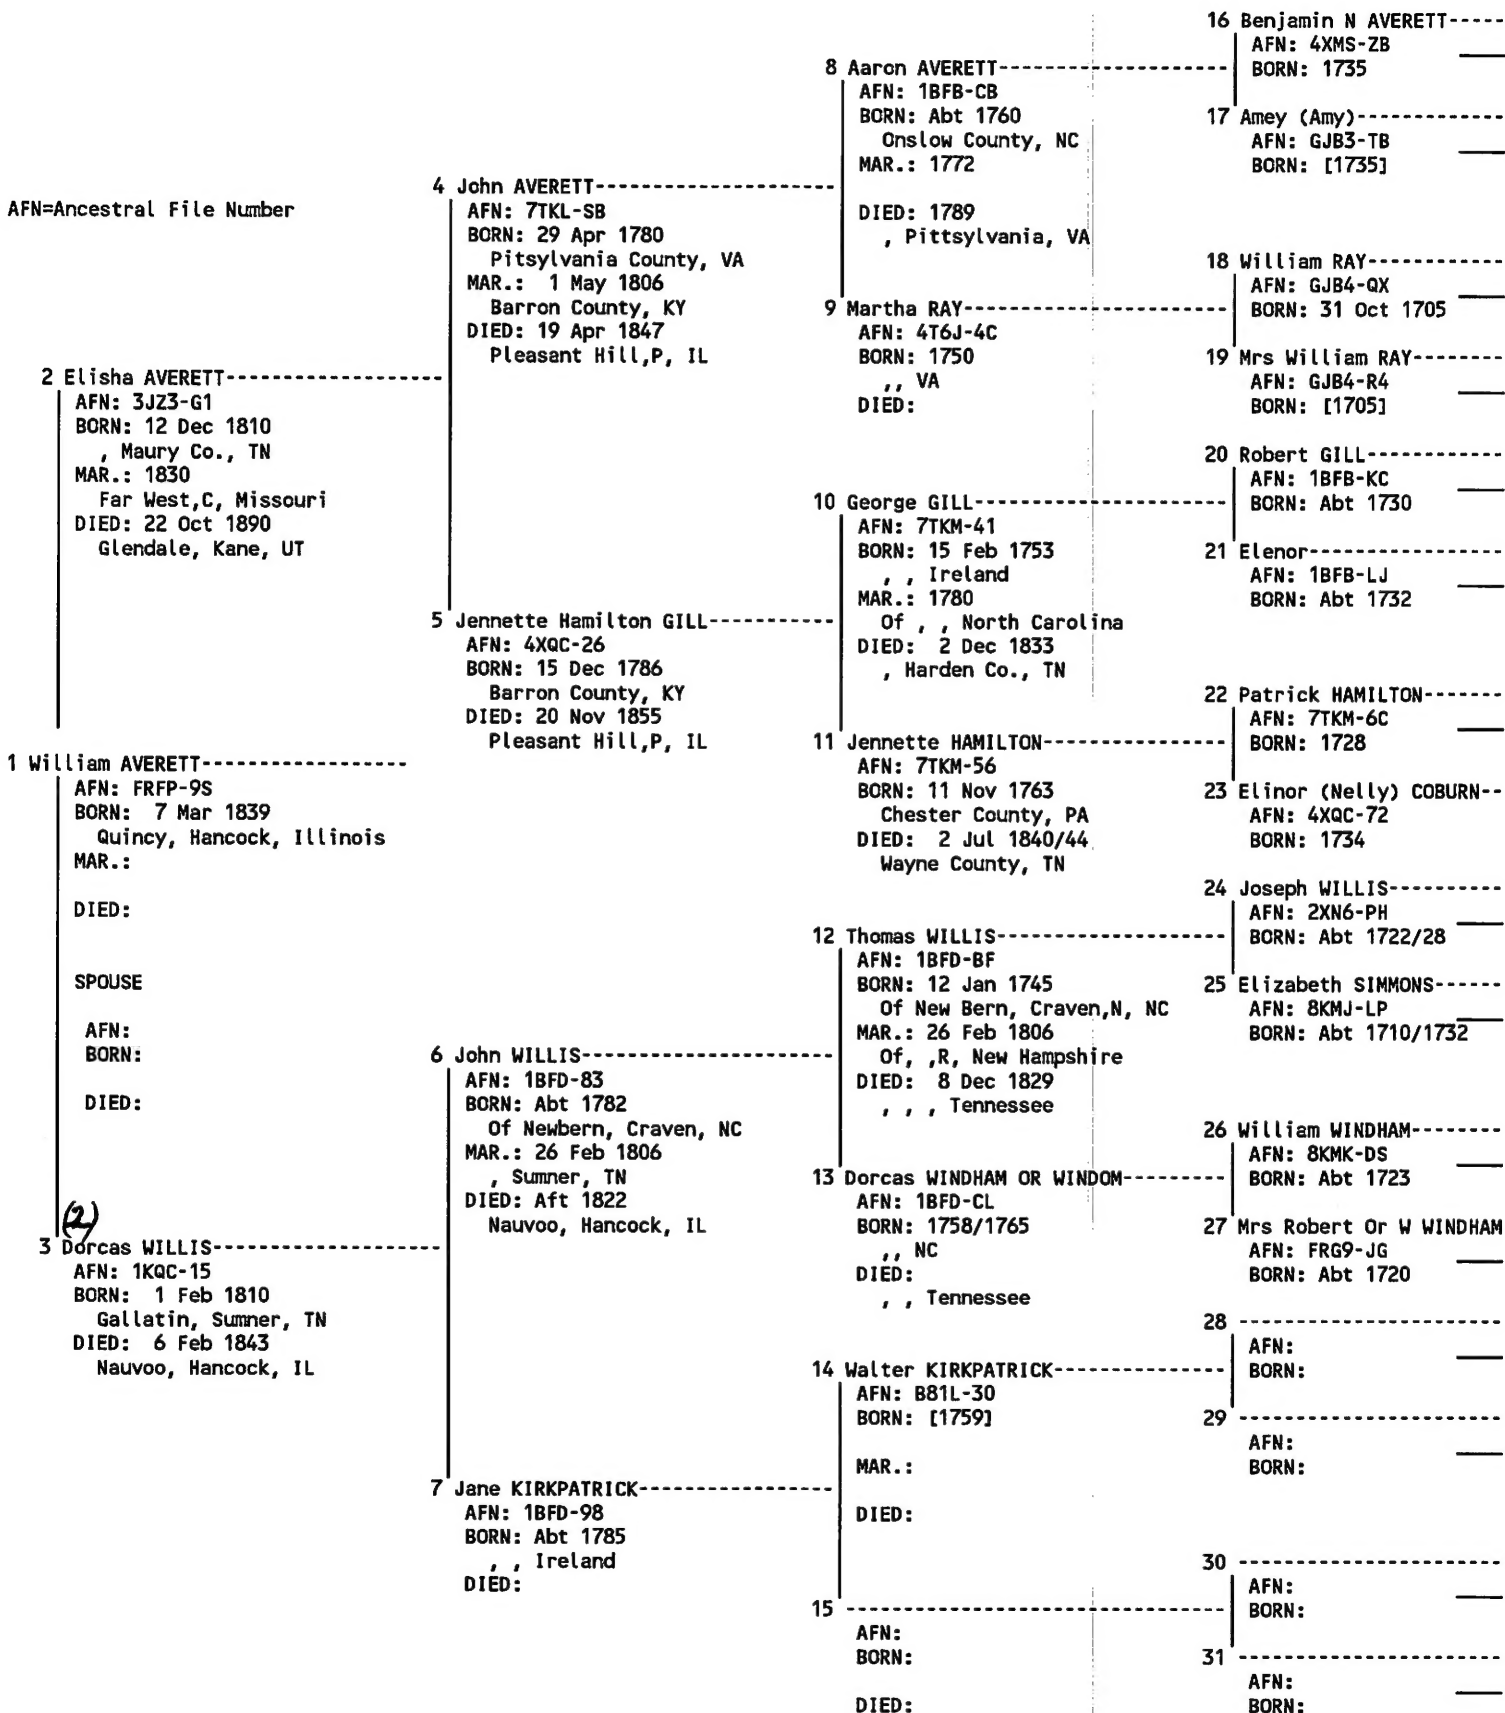 AFN=Ancestral File Number
1 William AVERETT
AFN: FRFP-9S
BORN: 7 Mar 1839
Quincy, Hancock, Illinois
MAR.:
DIED:
SPOUSE
AFN:
BORN:
DIED:
2 Elisha AVERETT
AFN: 3JZ3-G1
BORN: 12 Dec 1810
, Maury Co., TN
MAR.: 1830
Far West,C, Missouri
DIED: 22 Oct 1890
Glendale, Kane, UT
(2)
3 Dorcas WILLIS
AFN: 1KQC-15
BORN: 1 Feb 1810
Gallatin, Sumner, TN
DIED: 6 Feb 1843
Nauvoo, Hancock, IL
4 John AVERETT
AFN: 7TKL-SB
BORN: 29 Apr 1780
Pitsylvania County, VA
MAR.: 1 May 1806
Barron County, KY
DIED: 19 Apr 1847
Pleasant Hill,P, IL
5 Jennette Hamilton GILL
AFN: 4XQC-26
BORN: 15 Dec 1786
Barron County, KY
DIED: 20 Nov 1855
Pleasant Hill,P, IL
6 John WILLIS
AFN: 1BFD-83
BORN: Abt 1782
Of Newbern, Craven, NC
MAR.: 26 Feb 1806
, Sumner, TN
DIED: Aft 1822
Nauvoo, Hancock, IL
7 Jane KIRKPATRICK
AFN: 1BFD-98
BORN: Abt 1785
, , Ireland
DIED:
8 Aaron AVERETT
AFN: 1BFB-CB
BORN: Abt 1760
Onslow County, NC
MAR.: 1772
DIED: 1789
, Pittsylvania, VA
9 Martha RAY
AFN: 4T6J-4C
BORN: 1750
,, VA
DIED:
10 George GILL
AFN: 7TKM-41
BORN: 15 Feb 1753
, , Ireland
MAR.: 1780
Of , , North Carolina
DIED: 2 Dec 1833
, Harden Co., TN
11 Jennette HAMILTON
AFN: 7TKM-56
BORN: 11 Nov 1763
Chester County, PA
DIED: 2 Jul 1840/44
Wayne County, TN
12 Thomas WILLIS
AFN: 1BFD-BF
BORN: 12 Jan 1745
Of New Bern, Craven,N, NC
MAR.: 26 Feb 1806
Of, ,R, New Hampshire
DIED: 8 Dec 1829
, , , Tennessee
13 Dorcas WINDHAM OR WINDOM
AFN: 1BFD-CL
BORN: 1758/1765
,, NC
DIED:
, , Tennessee
14 Walter KIRKPATRICK
AFN: B81L-30
BORN: [1759]
MAR.:
DIED:
15
AFN:
BORN:
DIED:
16 Benjamin N AVERETT
AFN: 4XMS-ZB
BORN: 1735
17 Amey (Amy)
AFN: GJB3-TB
BORN: [1735]
18 William RAY
AFN: GJB4-QX
BORN: 31 Oct 1705
19 Mrs William RAY
AFN: GJB4-R4
BORN: [1705]
20 Robert GILL
AFN: 1BFB-KC
BORN: Abt 1730
21 Elenor
AFN: 1BFB-LJ
BORN: Abt 1732
22 Patrick HAMILTON
AFN: 7TKM-6C
BORN: 1728
23 Elinor (Nelly) COBURN
AFN: 4XQC-72
BORN: 1734
24 Joseph WILLIS
AFN: 2XN6-PH
BORN: Abt 1722/28
25 Elizabeth SIMMONS
AFN: 8KMJ-LP
BORN: Abt 1710/1732
26 William WINDHAM
AFN: 8KMK-DS
BORN: Abt 1723
27 Mrs Robert Or W WINDHAM
AFN: FRG9-JG
BORN: Abt 1720
28
AFN:
BORN:
29
AFN:
BORN:
30
AFN:
BORN:
31
AFN:
BORN: